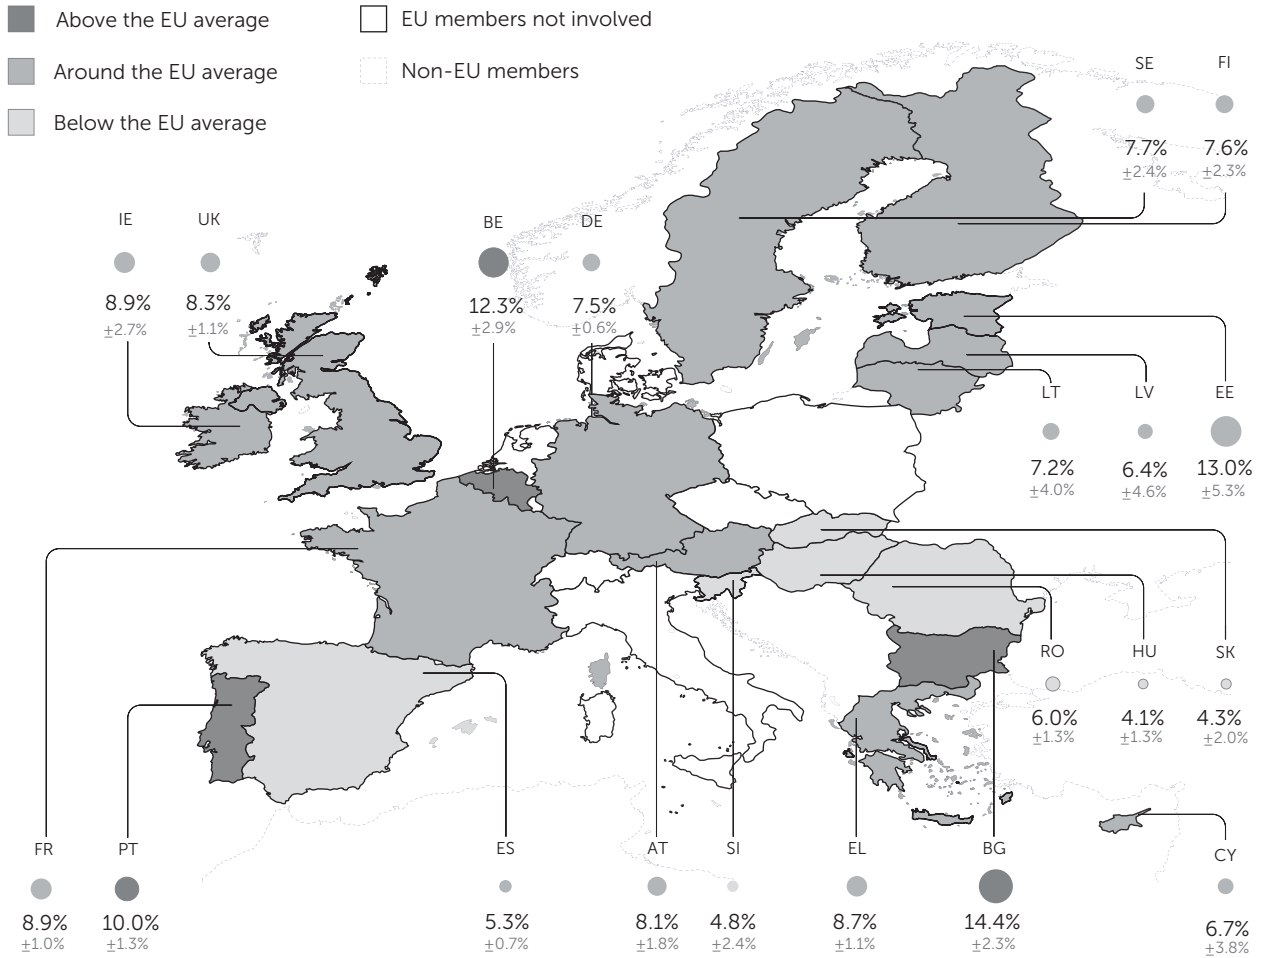 Above the EU average
EU members not involved
Around the EU average
Non-EU members
Below the EU average
SE
FI
7.7%
7.6%
±2.4%
±2.3%
IE
UK
BE
DE
8.9%
8.3%
12.3%
7.5%
±2.7%
±1.1%
±2.9%
±0.6%
LT
LV
EE
7.2%
6.4%
13.0%
±4.0%
±4.6%
±5.3%
RO
HU
SK
6.0%
4.1%
4.3%
±1.3%
±1.3%
±2.0%
FR
PT
ES
AT
SI
EL
BG
CY
8.9%
10.0%
5.3%
8.1%
4.8%
8.7%
14.4%
6.7%
±1.0%
±1.3%
±0.7%
±1.8%
±2.4%
±1.1%
±2.3%
±3.8%